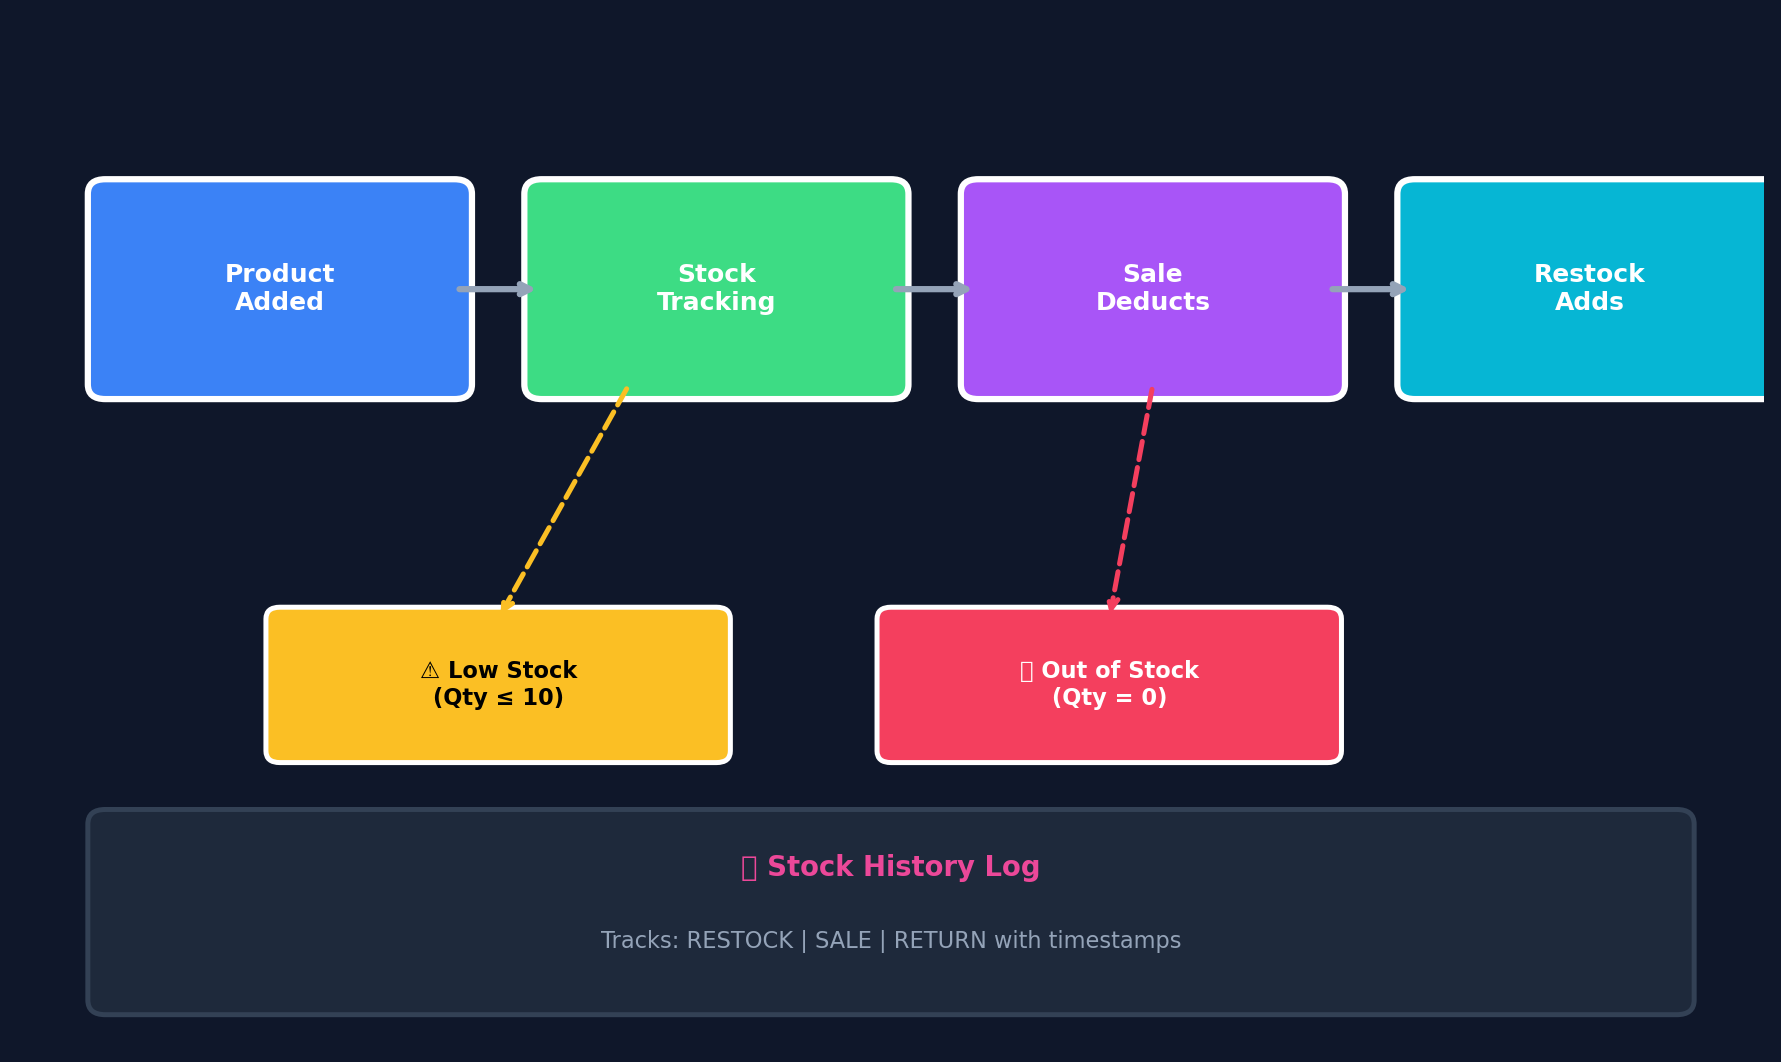 Product
Added
Stock
Tracking
Sale
Deducts
Restock
Adds
⚠ Low Stock
(Qty ≤ 10)
Out of Stock
(Qty = 0)
Stock History Log
Tracks: RESTOCK | SALE | RETURN with timestamps